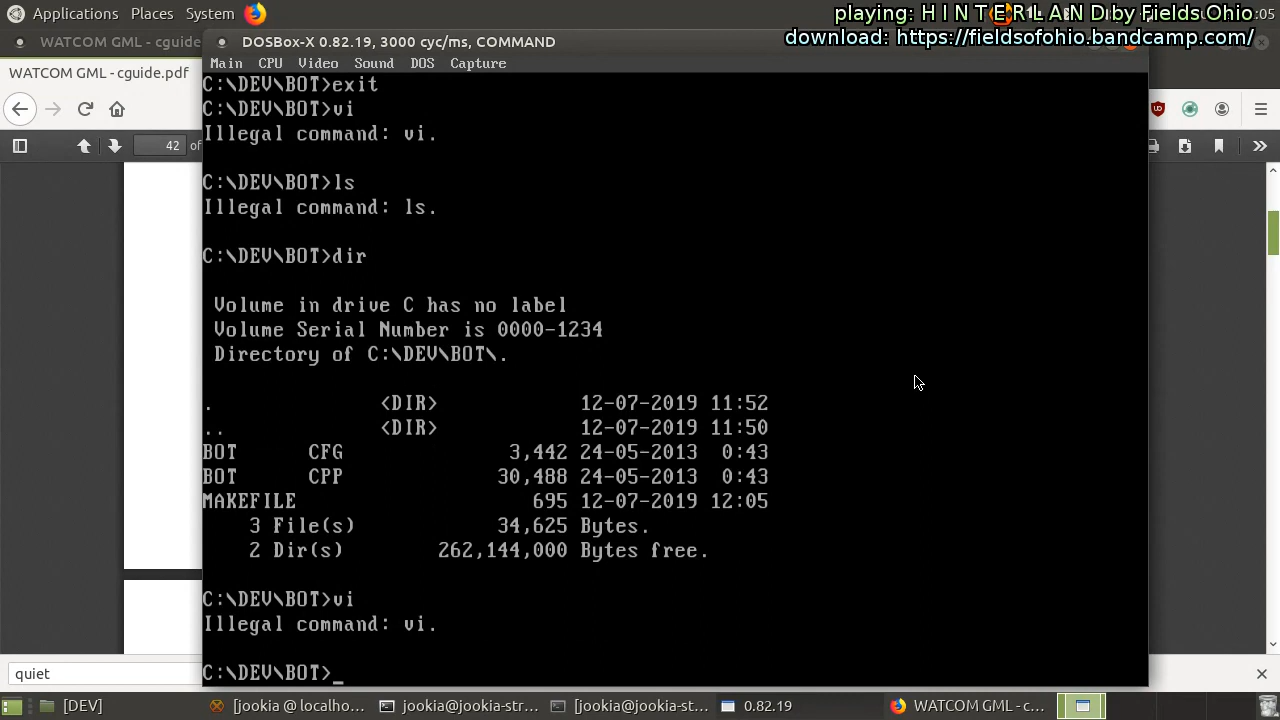 Applications Places System
playing: H I N T E R L A N D by Fields Ohio
:05
download: https://fieldsofohio.bandcamp.com/
WATCOM GML - cguide
DOSBox-X 0.82.19, 3000 cyc/ms, COMMAND
Main CPU Video Sound DOS Capture
WATCOM GML - cguide.pdf
42 of
C:\DEV\BOT>exit
C:\DEV\BOT>vi
Illegal command: vi.
C:\DEV\BOT>ls
Illegal command: ls.
C:\DEV\BOT>dir
Volume in drive C has no label
Volume Serial Number is 0000-1234
Directory of C:\DEV\BOT\.
. <DIR> 12-07-2019 11:52
.. <DIR> 12-07-2019 11:50
BOT CFG 3,442 24-05-2013 0:43
BOT CPP 30,488 24-05-2013 0:43
MAKEFILE 695 12-07-2019 12:05
3 File(s) 34,625 Bytes.
2 Dir(s) 262,144,000 Bytes free.
C:\DEV\BOT>vi
Illegal command: vi.
C:\DEV\BOT>_
quiet
[DEV] [jookia @ localho... jookia@jookia-str... [jookia@jookia-st... 0.82.19 WATCOM GML - c...